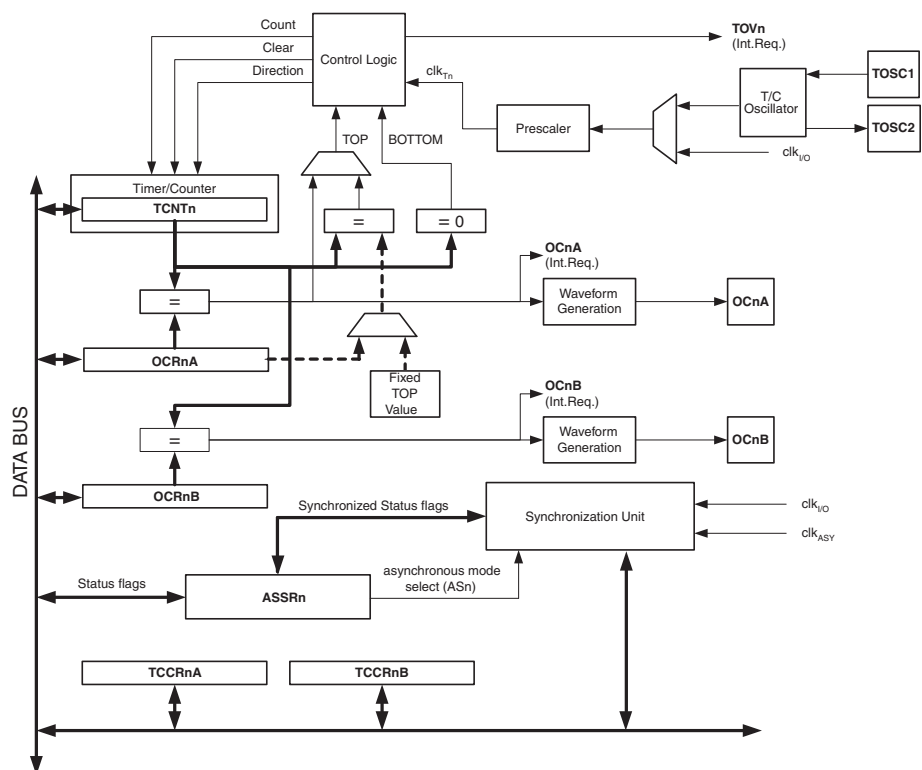 Count
Clear
Direction
Control Logic
TOVn
(Int.Req.)
clkTn
TOSC1
T/C
Oscillator
TOSC2
Prescaler
clkI/O
TOP
BOTTOM
Timer/Counter
TCNTn
=
= 0
OCnA
(Int.Req.)
=
Waveform
Generation
OCnA
OCRnA
Fixed
TOP
Value
OCnB
(Int.Req.)
=
Waveform
Generation
OCnB
OCRnB
DATA BUS
Synchronized Status flags
Synchronization Unit
clkI/O
clkASY
Status flags
ASSRn
asynchronous mode
select (ASn)
TCCRnA
TCCRnB